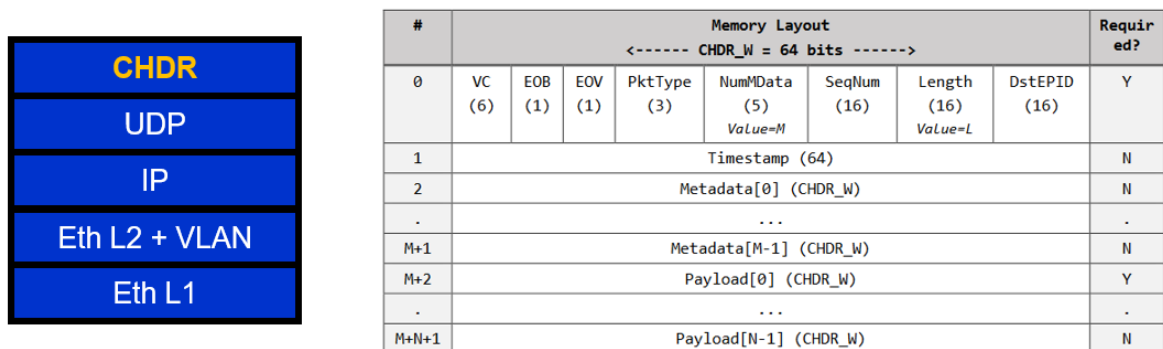 CHDR
UDP
IP
Eth L2 + VLAN
Eth L1
# Memory Layout Requir
<------ CHDR_W = 64 bits ------> ed?
0 VC EOB EOV PktType NumMData SeqNum Length DstEPID Y
(6) (1) (1) (3) (5) (16) (16) (16)
Value=M Value=L
1 Timestamp (64) N
2 Metadata[0] (CHDR_W) N
. ... .
M+1 Metadata[M-1] (CHDR_W) N
M+2 Payload[0] (CHDR_W) Y
. ... .
M+N+1 Payload[N-1] (CHDR_W) N